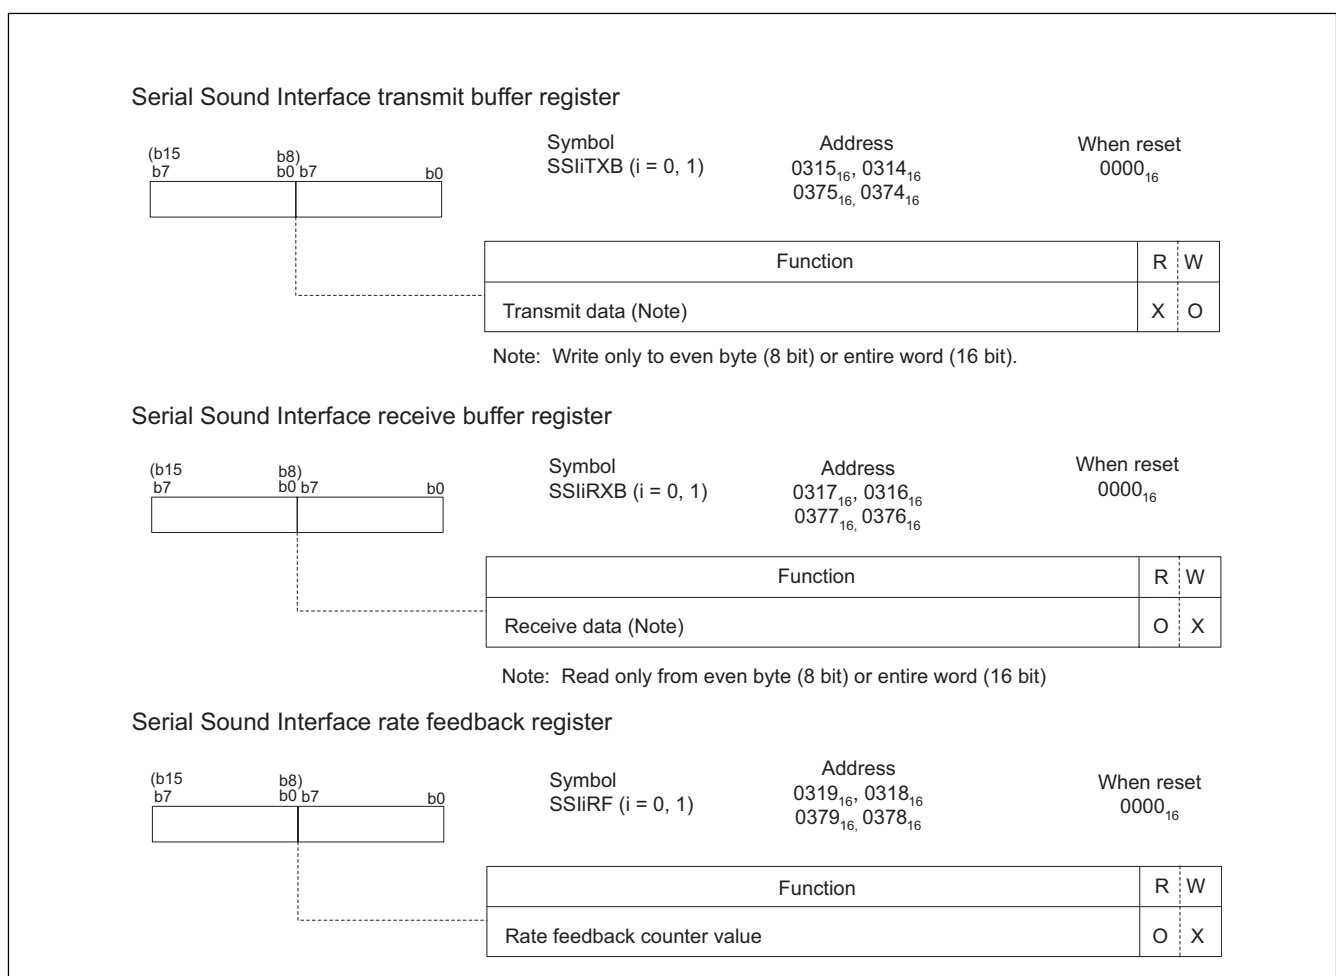 Serial Sound Interface transmit buffer register
(b15 b8)
b7 b0 b7 b0
Symbol Address When reset
SSIiTXB (i = 0, 1) 0315₁₆, 0314₁₆ 0000₁₆
0375₁₆, 0374₁₆
Function R W
Transmit data (Note) X O
Note: Write only to even byte (8 bit) or entire word (16 bit).
Serial Sound Interface receive buffer register
(b15 b8)
b7 b0 b7 b0
Symbol Address When reset
SSIiRXB (i = 0, 1) 0317₁₆, 0316₁₆ 0000₁₆
0377₁₆, 0376₁₆
Function R W
Receive data (Note) O X
Note: Read only from even byte (8 bit) or entire word (16 bit)
Serial Sound Interface rate feedback register
(b15 b8)
b7 b0 b7 b0
Symbol Address When reset
SSIiRF (i = 0, 1) 0319₁₆, 0318₁₆ 0000₁₆
0379₁₆, 0378₁₆
Function R W
Rate feedback counter value O X